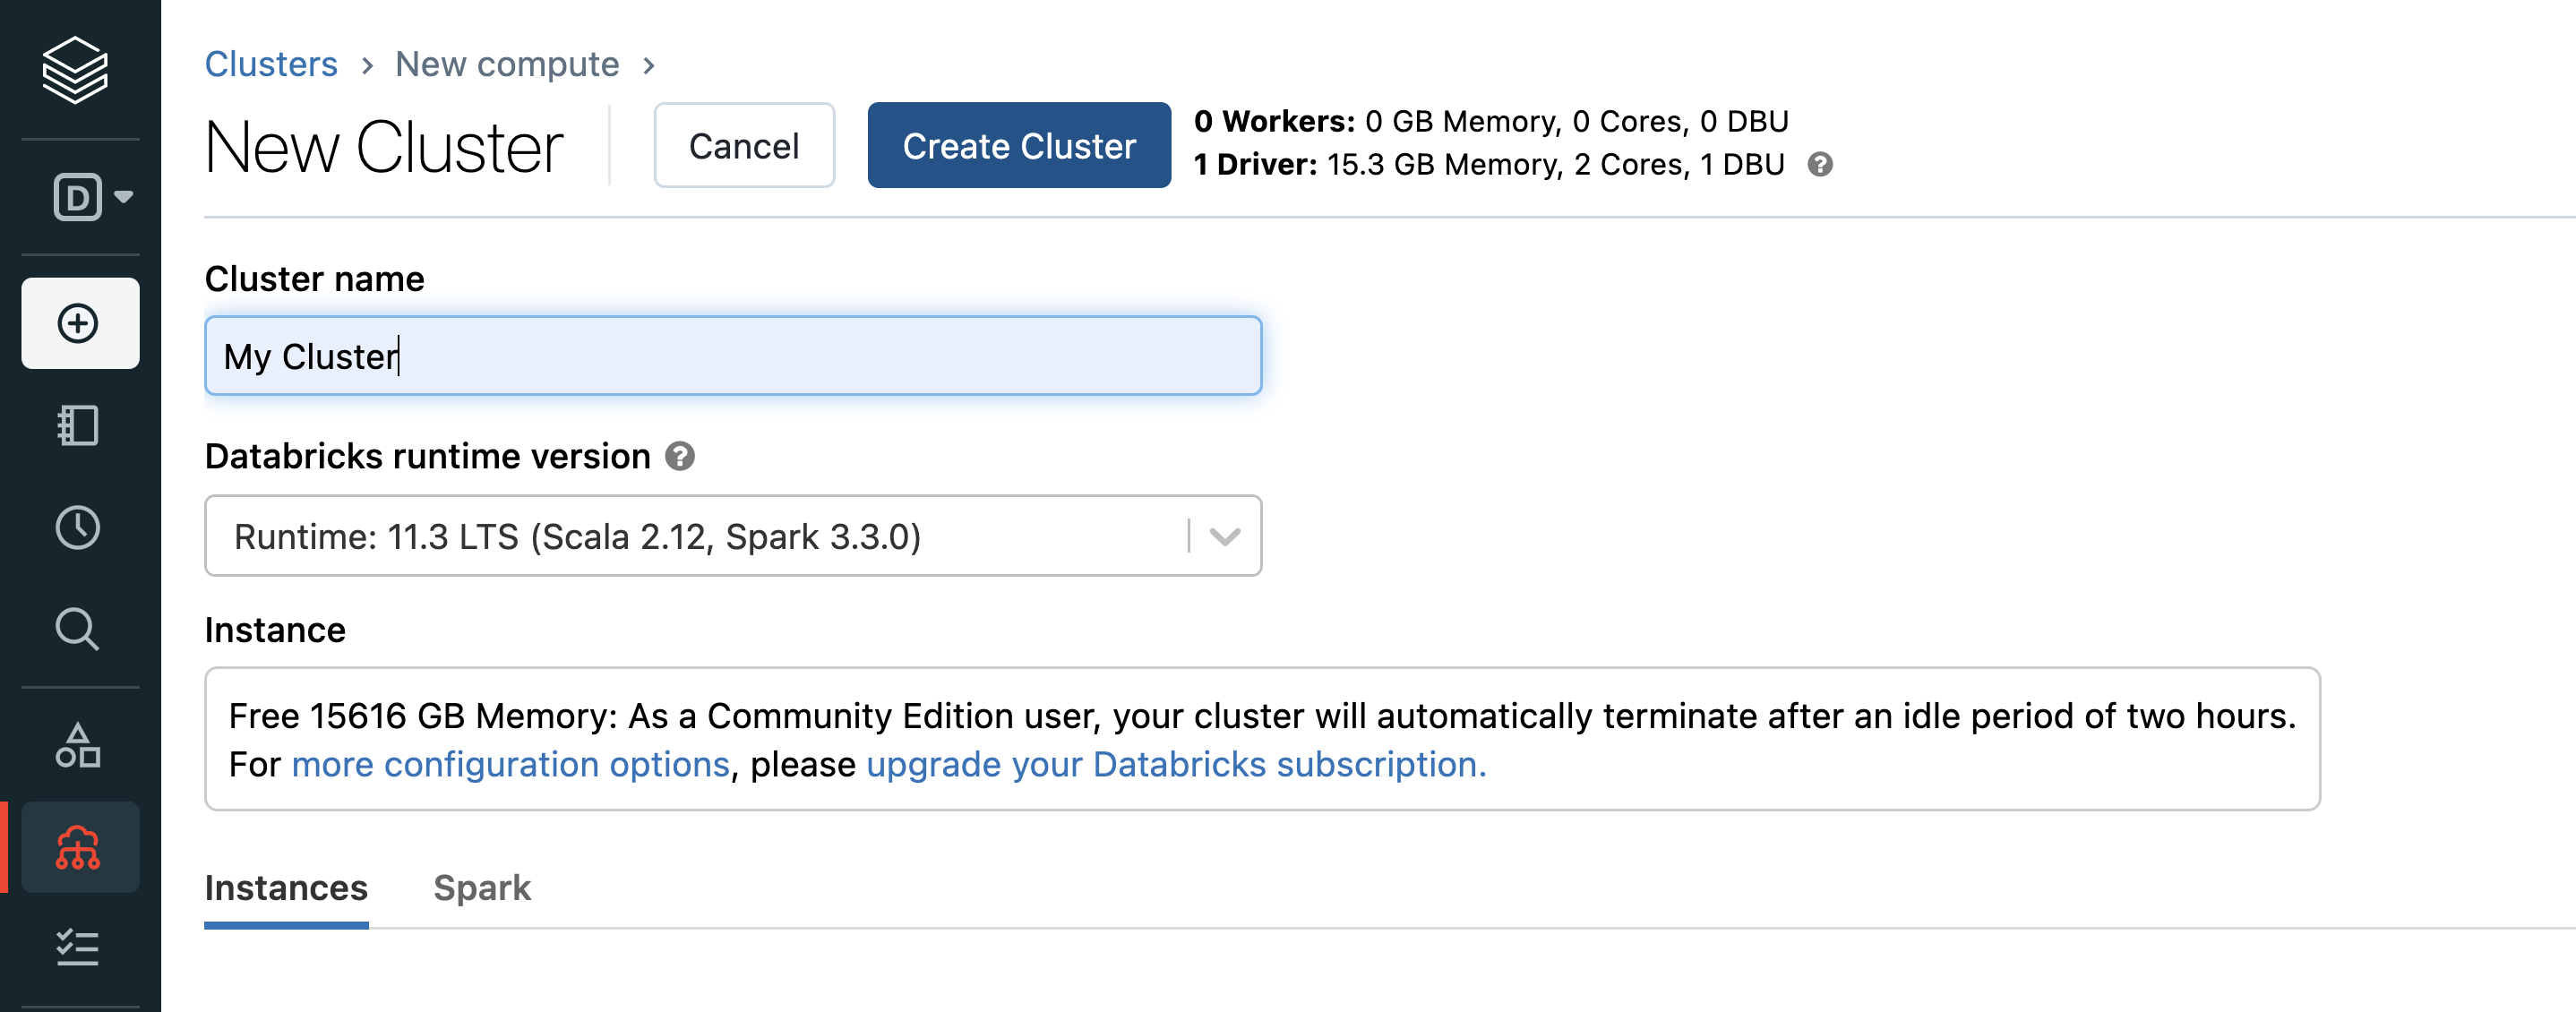 Clusters > New compute >
New Cluster
Cancel
Create Cluster
0 Workers: 0 GB Memory, 0 Cores, 0 DBU
1 Driver: 15.3 GB Memory, 2 Cores, 1 DBU ?
D
Cluster name
My Cluster
Databricks runtime version ?
Runtime: 11.3 LTS (Scala 2.12, Spark 3.3.0)
Instance
Free 15616 GB Memory: As a Community Edition user, your cluster will automatically terminate after an idle period of two hours.
For more configuration options, please upgrade your Databricks subscription.
Instances Spark